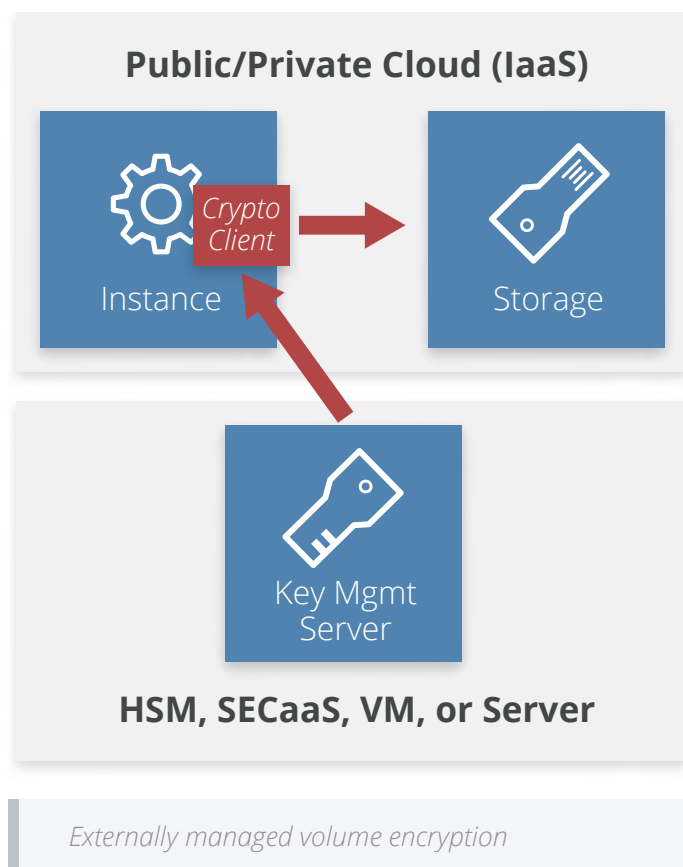 Public/Private Cloud (IaaS)
Crypto
Client
Instance
Storage
Key Mgmt
Server
HSM, SECaaS, VM, or Server
Externally managed volume encryption